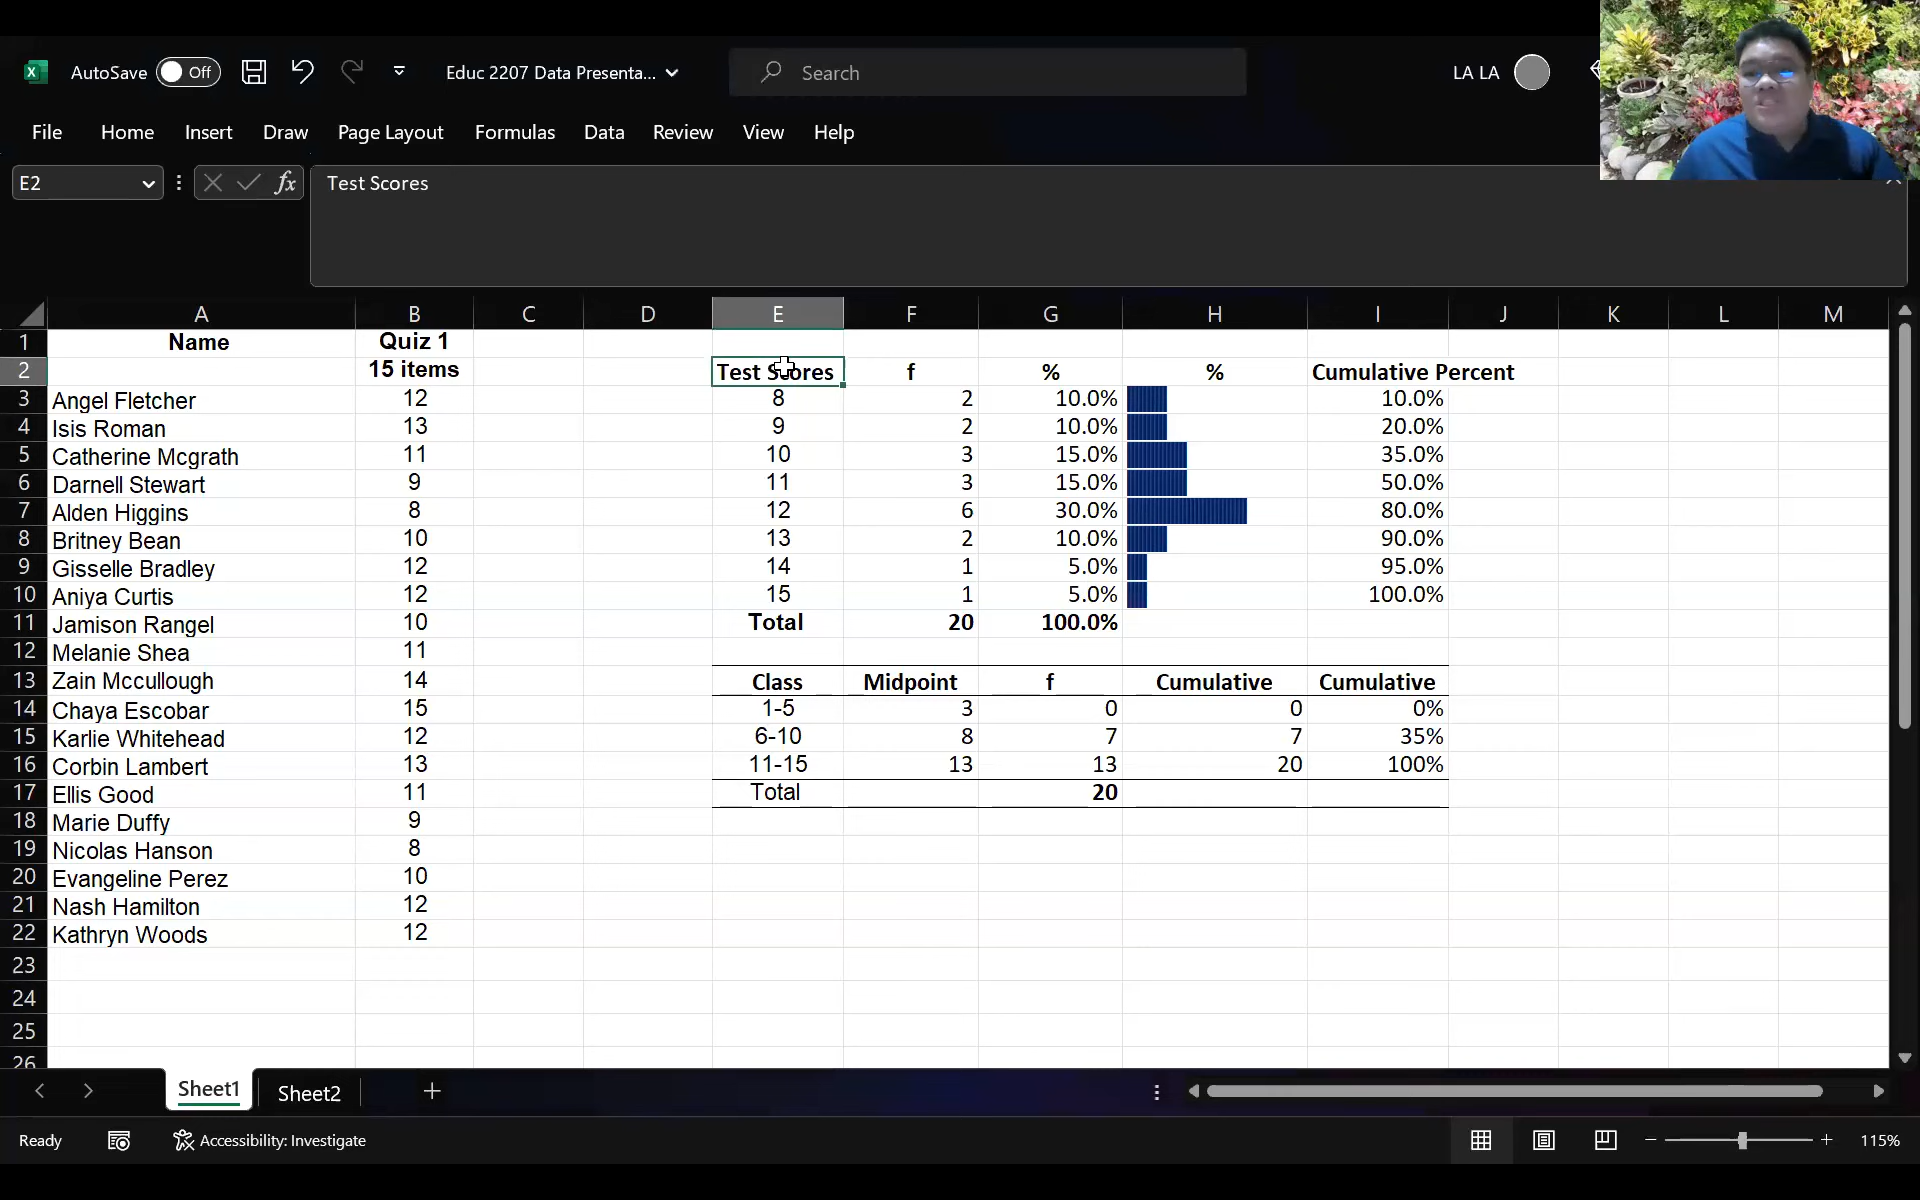 AutoSave Off Educ 2207 Data Presenta... Search LA LA
File Home Insert Draw Page Layout Formulas Data Review View Help
E2 fx Test Scores
A B C D E F G H I J K L M
1 Name Quiz 1
2 15 items Test Scores f % % Cumulative Percent
3 Angel Fletcher 12 8 2 10.0% 10.0%
4 Isis Roman 13 9 2 10.0% 20.0%
5 Catherine Mcgrath 11 10 3 15.0% 35.0%
6 Darnell Stewart 9 11 3 15.0% 50.0%
7 Alden Higgins 8 12 6 30.0% 80.0%
8 Britney Bean 10 13 2 10.0% 90.0%
9 Gisselle Bradley 12 14 1 5.0% 95.0%
10 Aniya Curtis 12 15 1 5.0% 100.0%
11 Jamison Rangel 10 Total 20 100.0%
12 Melanie Shea 11
13 Zain Mccullough 14 Class Midpoint f Cumulative Cumulative
14 Chaya Escobar 15 1-5 3 0 0 0%
15 Karlie Whitehead 12 6-10 8 7 7 35%
16 Corbin Lambert 13 11-15 13 13 20 100%
17 Ellis Good 11 Total 20
18 Marie Duffy 9
19 Nicolas Hanson 8
20 Evangeline Perez 10
21 Nash Hamilton 12
22 Kathryn Woods 12
23
24
25
26
Sheet1 Sheet2
Ready Accessibility: Investigate 115%